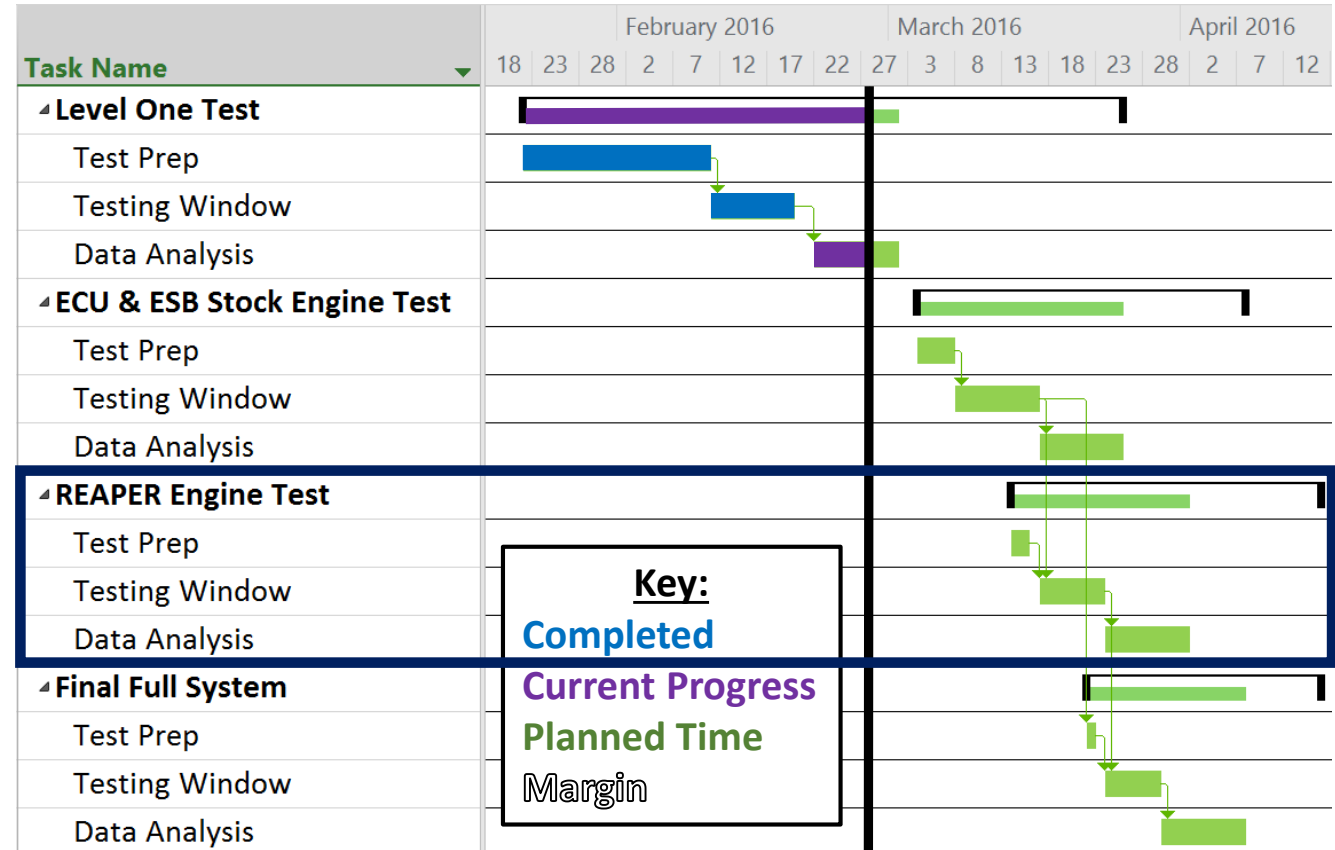 February 2016 March 2016 April 2016
Task Name 18 23 28 2 7 12 17 22 27 3 8 13 18 23 28 2 7 12
Level One Test
Test Prep
Testing Window
Data Analysis
ECU & ESB Stock Engine Test
Test Prep
Testing Window
Data Analysis
REAPER Engine Test
Test Prep
Testing Window
Data Analysis
Final Full System
Test Prep
Testing Window
Data Analysis
Key:
Completed
Current Progress
Planned Time
Margin